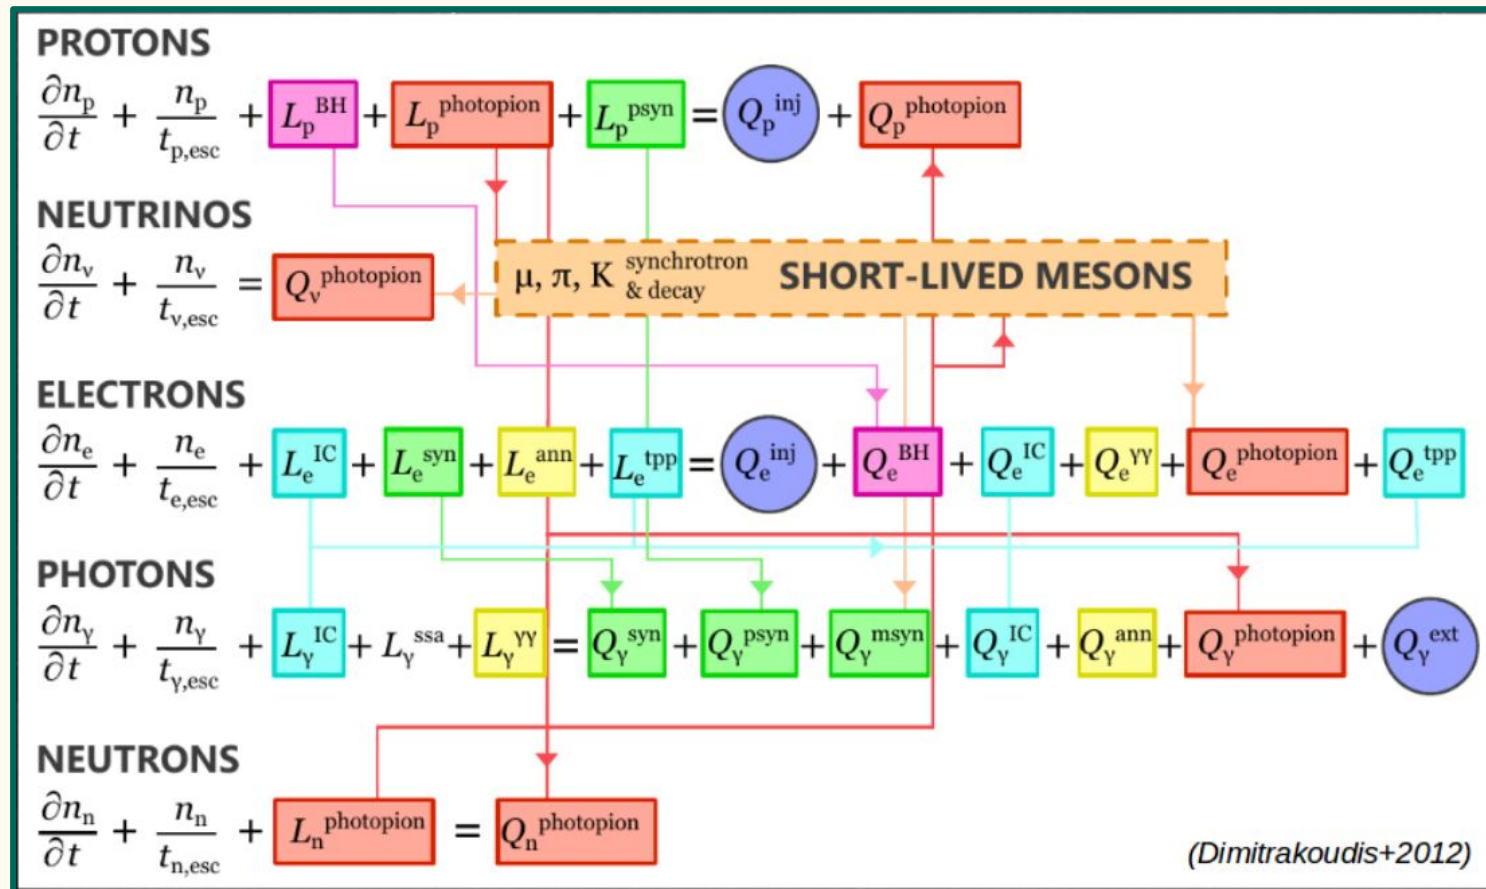 PROTONS
∂n_p/∂t + n_p/t_p,esc + L_p^BH + L_p^photopion + L_p^psyn = Q_p^inj + Q_p^photopion
NEUTRINOS
∂n_ν/∂t + n_ν/t_ν,esc = Q_ν^photopion
μ, π, K synchrotron & decay SHORT-LIVED MESONS
ELECTRONS
∂n_e/∂t + n_e/t_e,esc + L_e^IC + L_e^syn + L_e^ann + L_e^tpp = Q_e^inj + Q_e^BH + Q_e^IC + Q_e^γγ + Q_e^photopion + Q_e^tpp
PHOTONS
∂n_γ/∂t + n_γ/t_γ,esc + L_γ^IC + L_γ^ssa + L_γ^γγ = Q_γ^syn + Q_γ^psyn + Q_γ^msyn + Q_γ^IC + Q_γ^ann + Q_γ^photopion + Q_γ^ext
NEUTRONS
∂n_n/∂t + n_n/t_n,esc + L_n^photopion = Q_n^photopion
(Dimitrakoudis+2012)